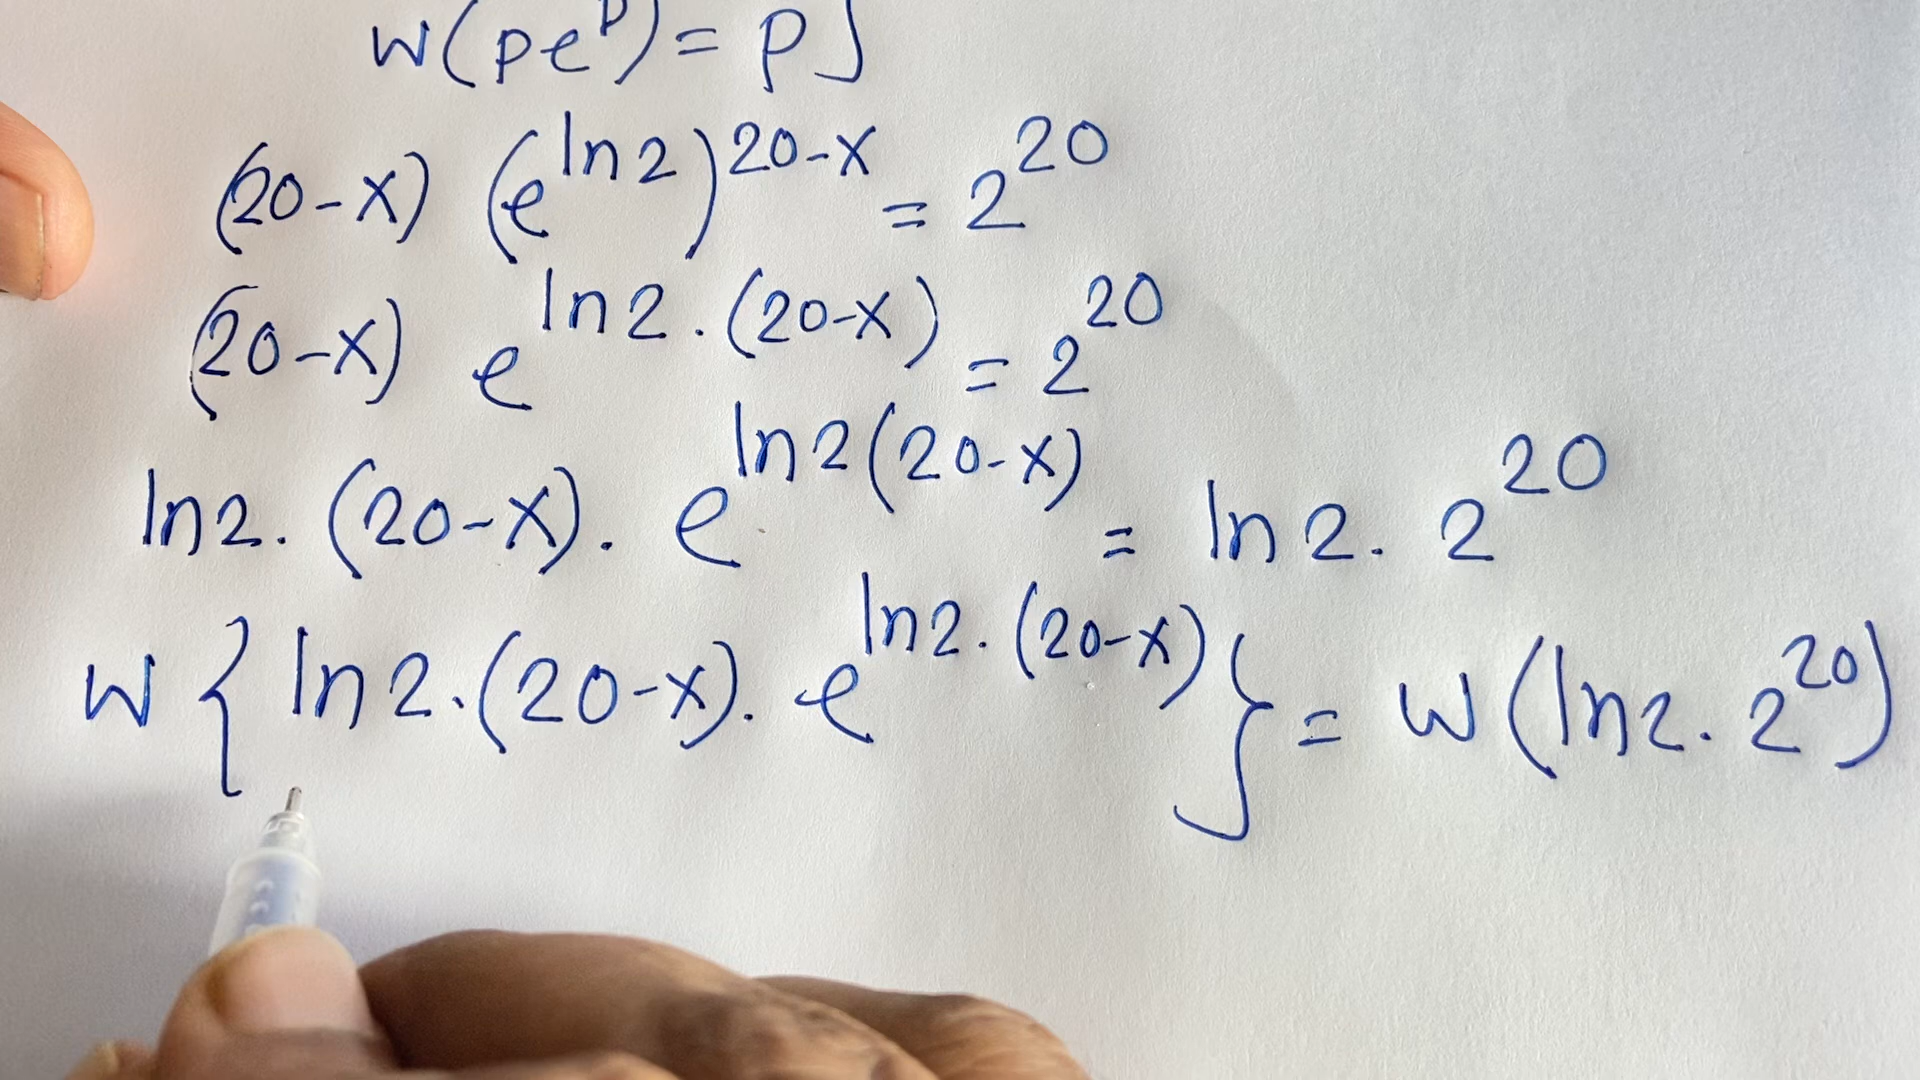 W(pe^p) = p]
(20-x) (e^ln2)^20-x = 2^20
(20-x) e^ln2.(20-x) = 2^20
ln2. (20-x). e^ln2(20-x) = ln2. 2^20
W { ln2.(20-x). e^ln2.(20-x) } = W(ln2. 2^20)